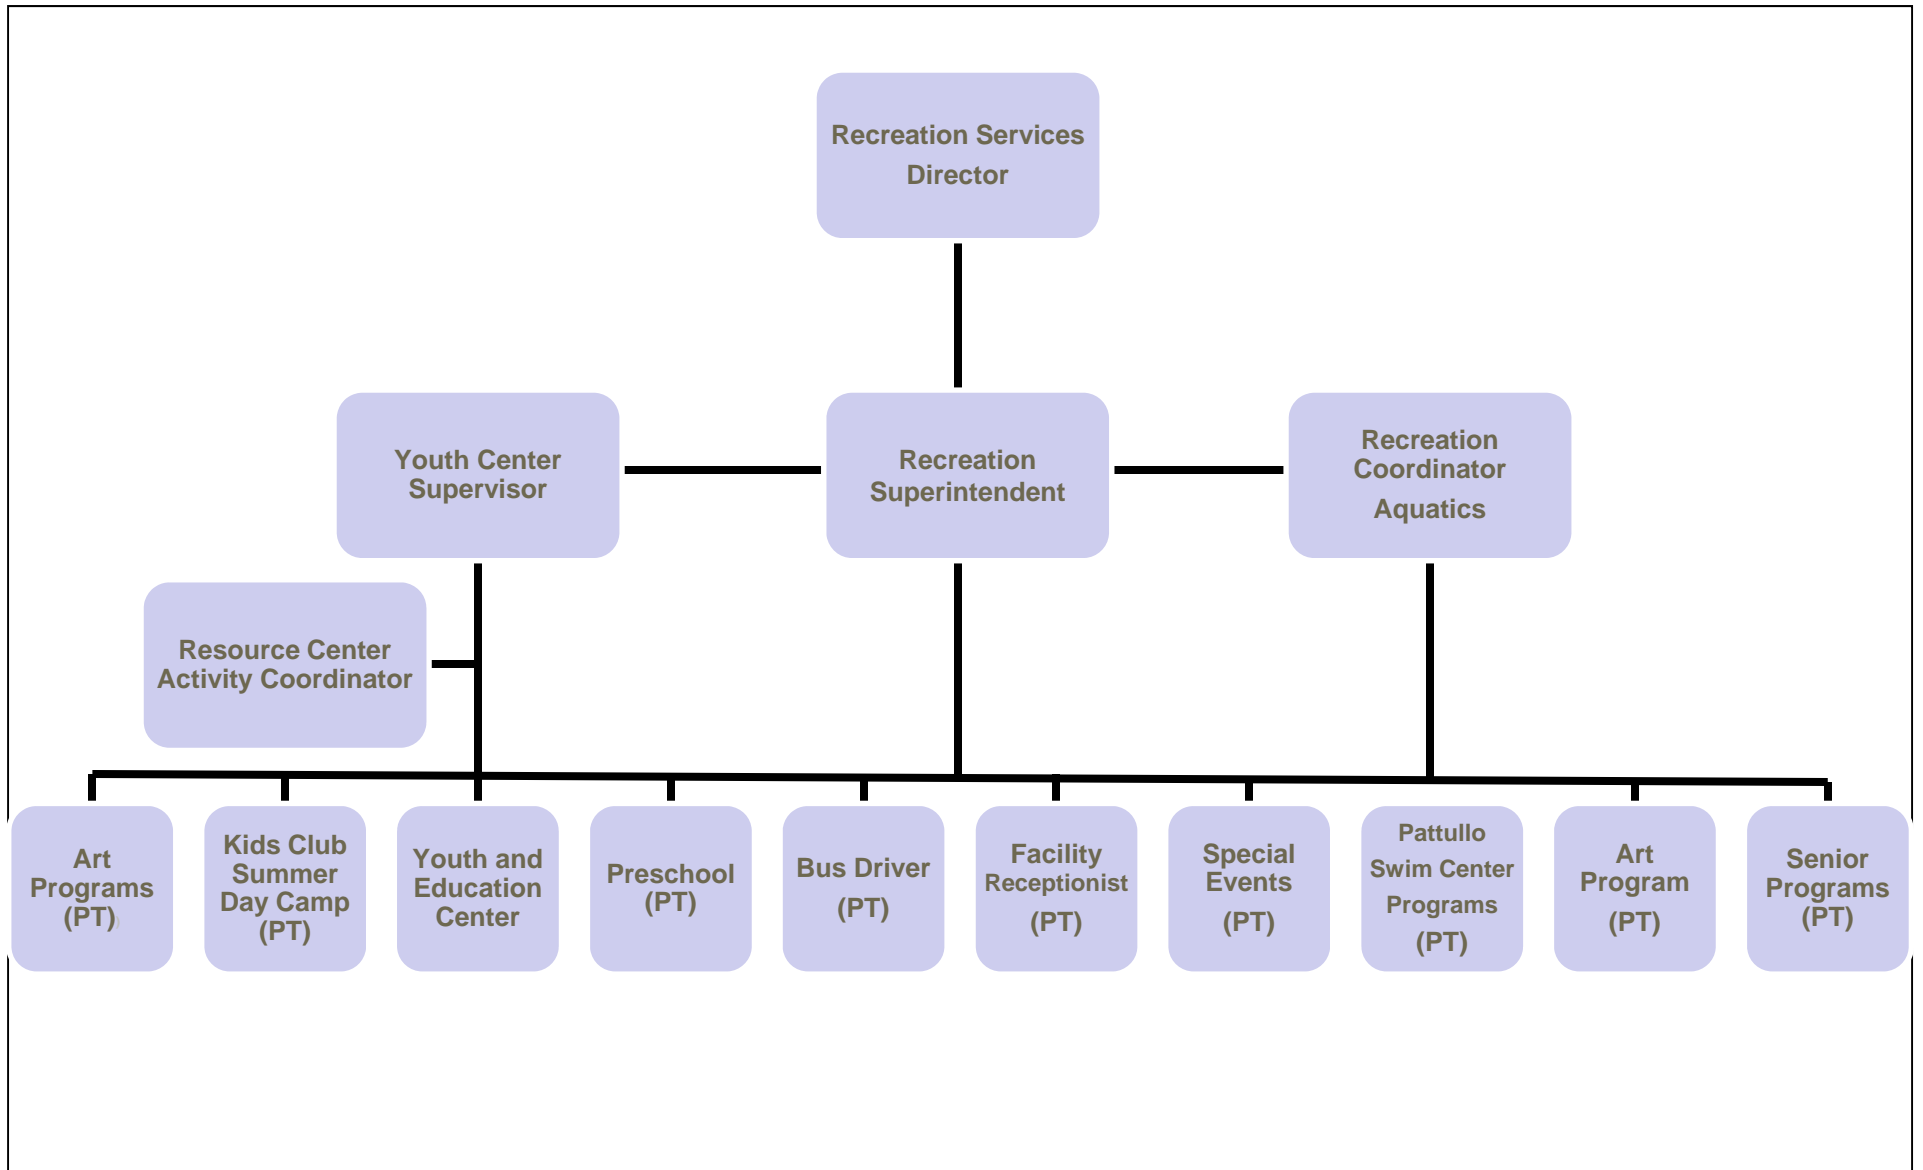 Recreation Services
Director
Youth Center
Supervisor
Recreation
Superintendent
Recreation
Coordinator
Aquatics
Resource Center
Activity Coordinator
Art
Programs
(PT)
Kids Club
Summer
Day Camp
(PT)
Youth and
Education
Center
Preschool
(PT)
Bus Driver
(PT)
Facility
Receptionist
(PT)
Special
Events
(PT)
Pattullo
Swim Center
Programs
(PT)
Art
Program
(PT)
Senior
Programs
(PT)